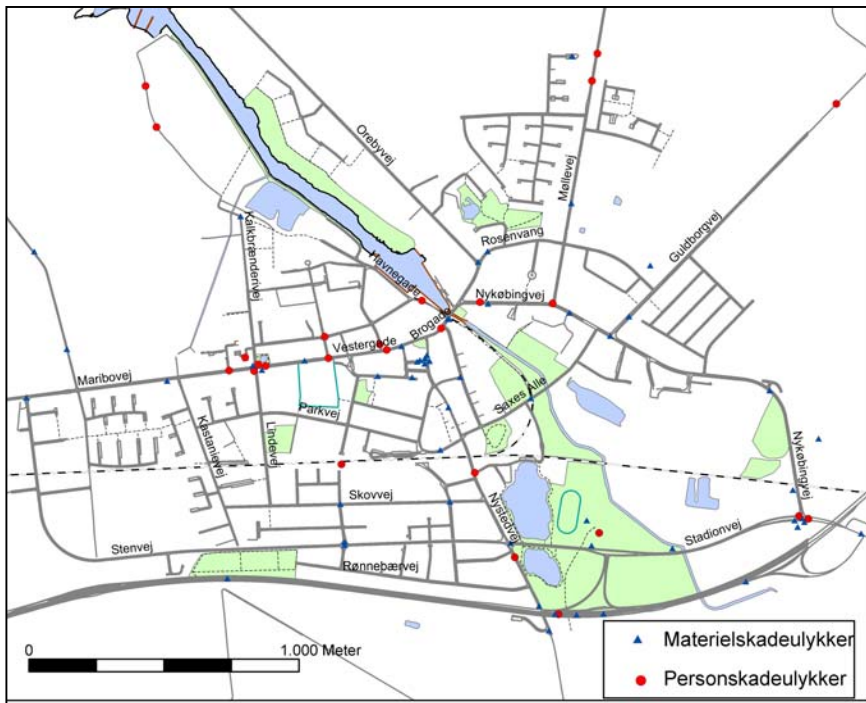 Orebyvej
Møllevej
Guldborgvej
Rosenvang
Kalkbrænderivej
Havnegade
Nykøbingvej
Brogade
Vestergade
Maribovej
Saxes Alle
Parkvej
Kastanievej
Lindevej
Nykøbingvej
Skovvej
Nystedvej
Stadionvej
Stenvej
Rønnebærvej
0 1.000 Meter
Materielskadeulykker
Personskadeulykker